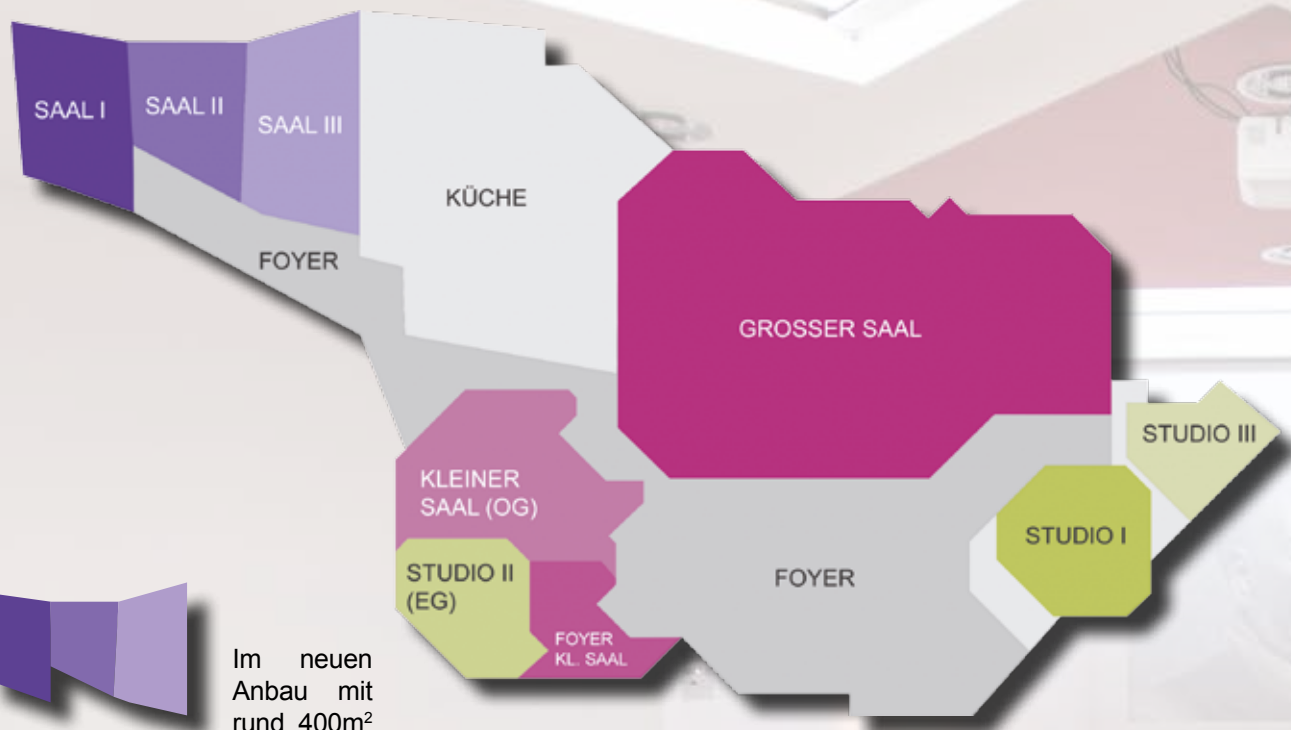 SAAL I
SAAL II
SAAL III
KÜCHE
FOYER
GROSSER SAAL
STUDIO III
KLEINER
SAAL (OG)
STUDIO I
STUDIO II
(EG)
FOYER
FOYER
KL. SAAL
Im neuen
Anbau mit
rund 400m²